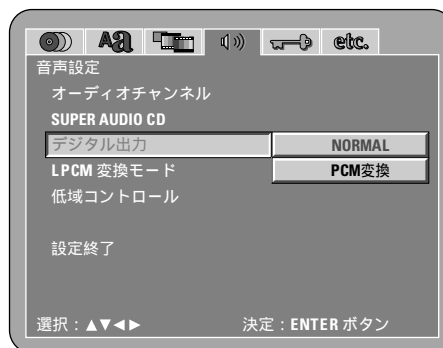 Aa etc.
音声設定
オーディオチャンネル
SUPER AUDIO CD
デジタル出力 NORMAL
LPCM 変換モード PCM変換
低域コントロール
設定終了
選択：▲▼◀▶ 決定：ENTER ボタン